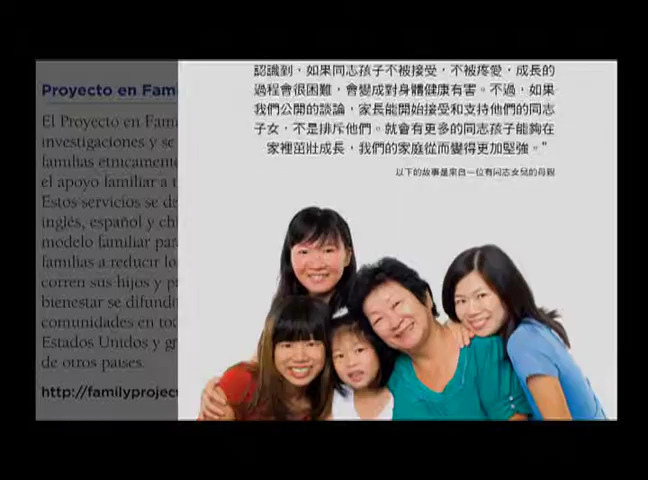 認識到，如果同志孩子不被接受，不被疼愛，成長的
過程會很困難，會變成對身體健康有害。不過，如果
我們公開的談論，家長能開始接受和支持他們的同志
子女，不是排斥他們。就會有更多的同志孩子能夠在
家裡茁壯成長，我們的家庭從而變得更加堅強。”
以下的故事是來自一位有同志女兒的母親
Proyecto en Fam
El Proyecto en Fam
investigaciones y se
familias étnicamente
el apoyo familiar a
Estos servicios se de
inglés, español y ch
modelo familiar par
familias a reducir lo
corren sus hijos y p
bienestar se difundi
comunidades en to
Estados Unidos y g
de otros países.
http://familyprojec